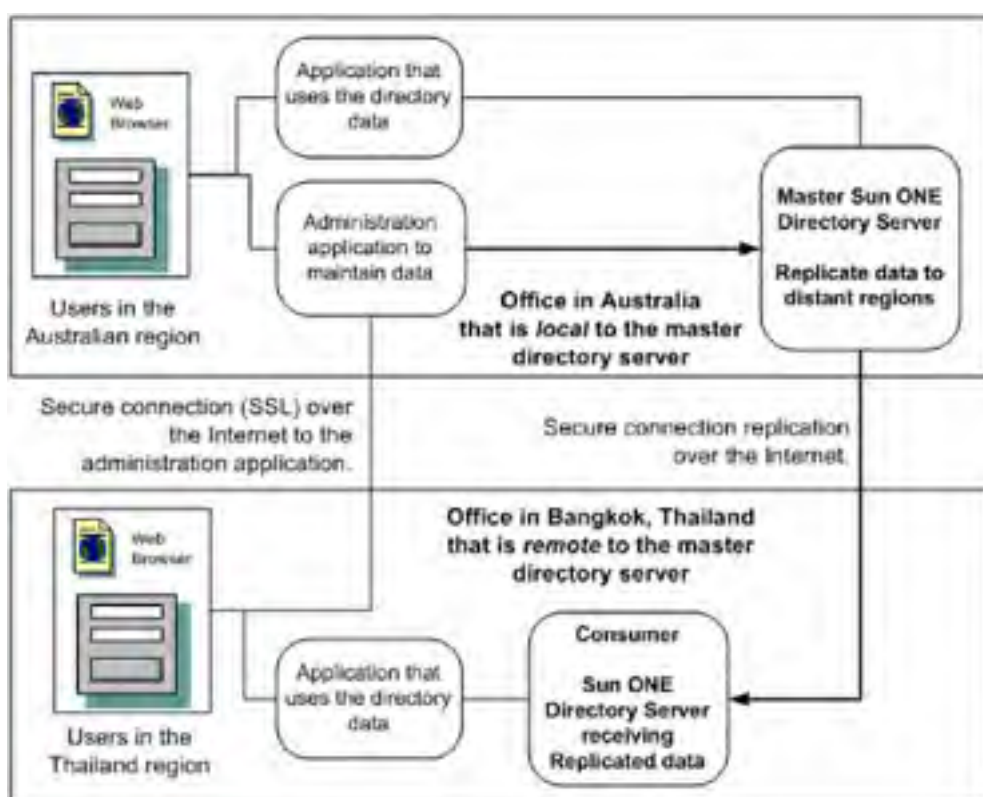 Web
Browser
Users in the
Australian region
Application that
uses the directory
data
Administration
application to
maintain data
Master Sun ONE
Directory Server
Replicate data to
distant regions
Office in Australia
that is local to the master
directory server
Secure connection (SSL) over
the Internet to the
administration application.
Secure connection replication
over the Internet.
Web
Browser
Users in the
Thailand region
Office in Bangkok, Thailand
that is remote to the master
directory server
Application that
uses the directory
data
Consumer
Sun ONE
Directory Server
receiving
Replicated data